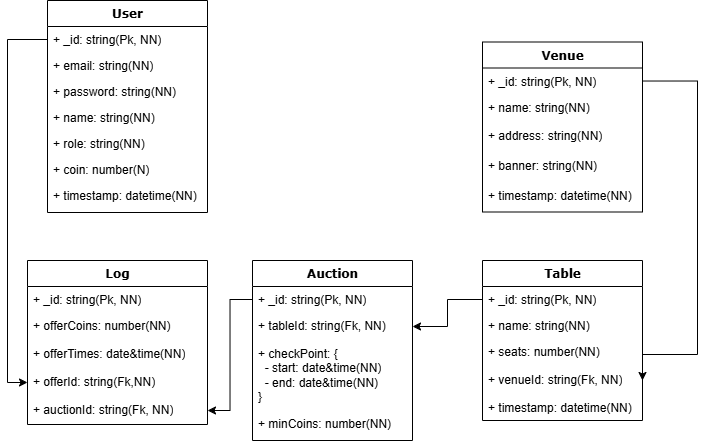 User
+ _id: string(Pk, NN)
+ email: string(NN)
+ password: string(NN)
+ name: string(NN)
+ role: string(NN)
+ coin: number(N)
+ timestamp: datetime(NN)
Venue
+ _id: string(Pk, NN)
+ name: string(NN)
+ address: string(NN)
+ banner: string(NN)
+ timestamp: datetime(NN)
Log
+ _id: string(Pk, NN)
+ offerCoins: number(NN)
+ offerTimes: date&time(NN)
+ offerId: string(Fk,NN)
+ auctionId: string(Fk, NN)
Auction
+ _id: string(Pk, NN)
+ tableId: string(Fk, NN)
+ checkPoint: {
- start: date&time(NN)
- end: date&time(NN)
}
+ minCoins: number(NN)
Table
+ _id: string(Pk, NN)
+ name: string(NN)
+ seats: number(NN)
+ venueId: string(Fk, NN)
+ timestamp: datetime(NN)